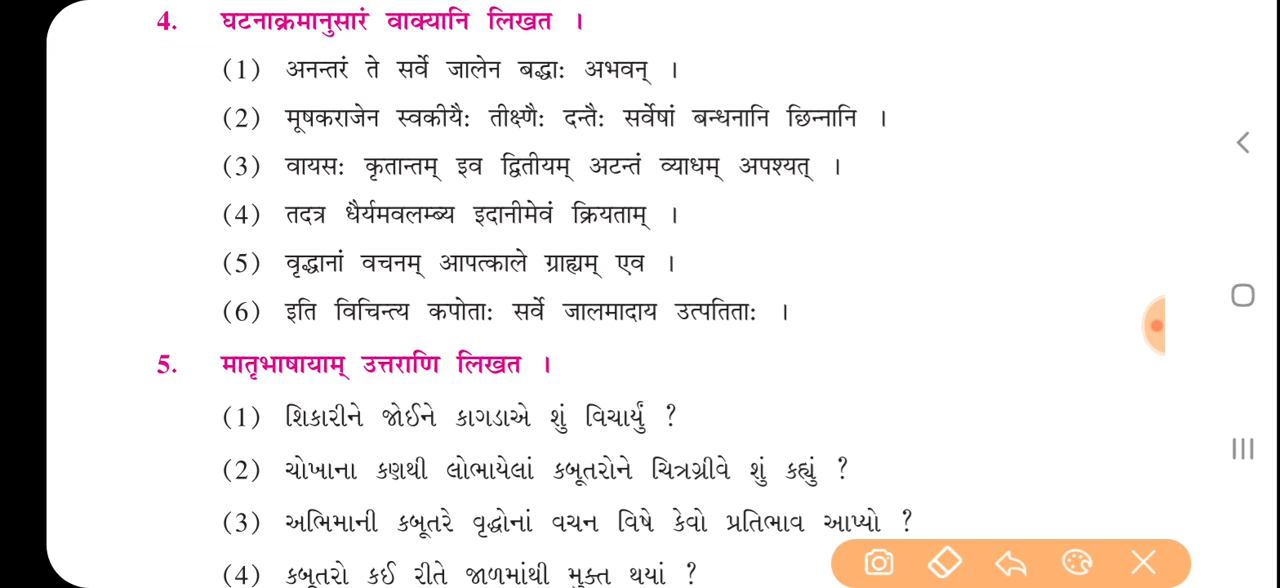 4. घटनाक्रमानुसारं वाक्यानि लिखत ।
(1) अनन्तरं ते सर्वे जालेन बद्धाः अभवन् ।
(2) मूषकराजेन स्वकीयैः तीक्ष्णैः दन्तैः सर्वेषां बन्धनानि छिन्नानि ।
(3) वायसः कृतान्तम् इव द्वितीयम् अटन्तं व्याधम् अपश्यत् ।
(4) तदत्र धैर्यमवलम्ब्य इदानीमेवं क्रियताम् ।
(5) वृद्धानां वचनम् आपत्काले ग्राह्यम् एव ।
(6) इति विचिन्त्य कपोताः सर्वे जालमादाय उत्पतिताः ।
5. मातृभाषायाम् उत्तराणि लिखत ।
(1) શિકારીને જોઈને કાગડાએ શું વિચાર્યું ?
(2) ચોખાના કણથી લોભાયેલાં કબૂતરોને ચિત્રગ્રીવે શું કહ્યું ?
(3) અભિમાની કબૂતરે વૃદ્ધોનાં વચન વિષે કેવો પ્રતિભાવ આપ્યો ?
(4) કબૂતરો કઈ રીતે જાળમાંથી મુક્ત થયાં ?